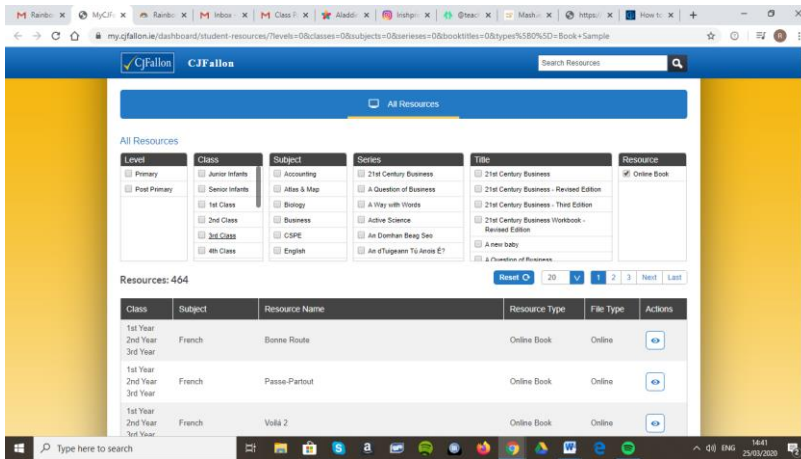 Rainbo
MyCJF
Rainbo
M Inbox
Class P
Aladdi
Irishpr
@teac
Mash.i
https:/
How to
my.cjfallon.ie/dashboard/student-resources/?levels=0&classes=0&subjects=0&serieses=0&booktitles=0&types%5B0%5D=Book+Sample
CJFallon CJFallon
Search Resources
All Resources
All Resources
Level Class Subject Series Title Resource
Primary Junior Infants Accounting 21st Century Business 21st Century Business Online Book
Post Primary Senior Infants Atlas & Map A Question of Business 21st Century Business - Revised Edition
1st Class Biology A Way with Words 21st Century Business - Third Edition
2nd Class Business Active Science 21st Century Business Workbook -
Revised Edition
3rd Class CSPE An Domhan Beag Seo A new baby
4th Class English An dTuigeann Tú Anois É? A Question of Business
Resources: 464
Reset 20 1 2 3 Next Last
Class Subject Resource Name Resource Type File Type Actions
1st Year
2nd Year French Bonne Route Online Book Online
3rd Year
1st Year
2nd Year French Passe-Partout Online Book Online
3rd Year
1st Year
2nd Year French Voilá 2 Online Book Online
3rd Year
Type here to search
ENG
14:41
25/03/2020